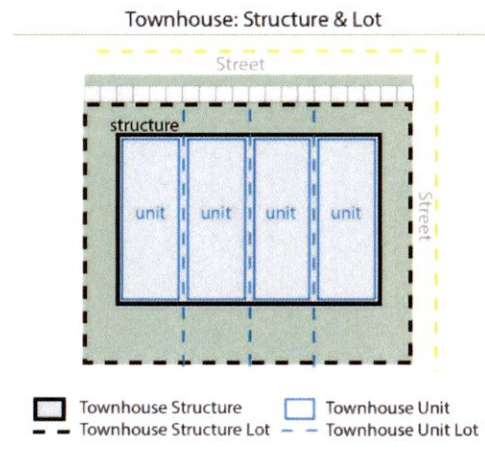 Townhouse: Structure & Lot
Street
structure
unit unit unit unit
Street
Townhouse Structure Townhouse Unit
Townhouse Structure Lot Townhouse Unit Lot